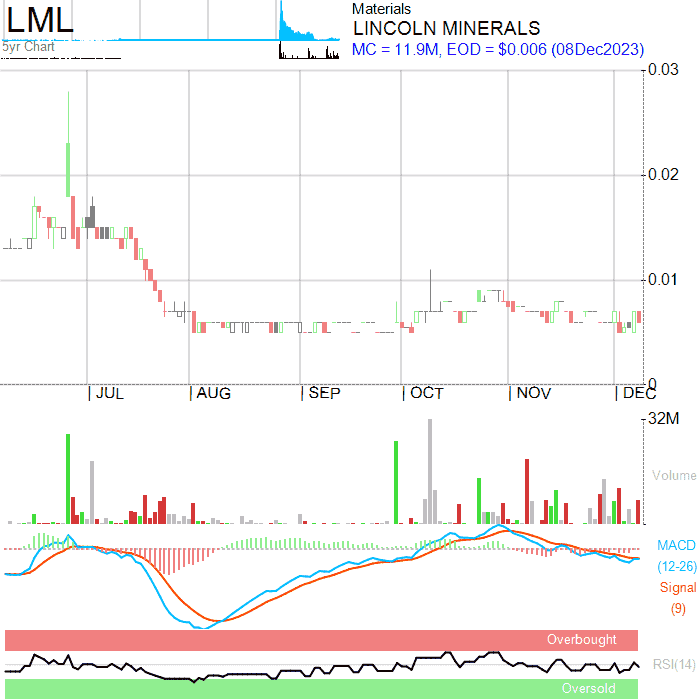 LML
5yr Chart
Materials
LINCOLN MINERALS
MC = 11.9M, EOD = $0.006 (08Dec2023)
0.03
0.02
0.01
0
JUL AUG SEP OCT NOV DEC
32M
Volume
MACD
(12-26)
Signal
(9)
Overbought
RSI(14)
Oversold